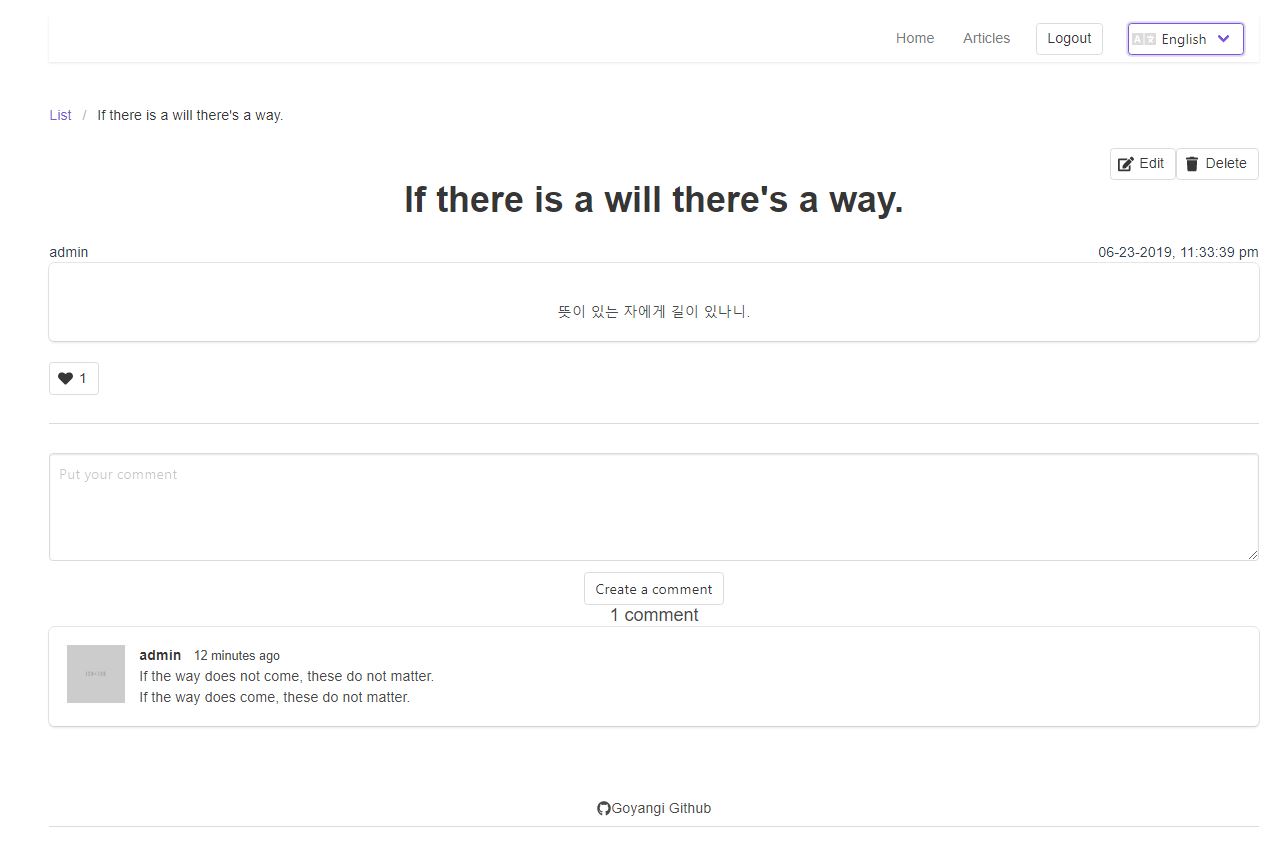 Home Articles Logout English
List / If there is a will there's a way.
Edit Delete
If there is a will there's a way.
admin 06-23-2019, 11:33:39 pm
뜻이 있는 자에게 길이 있나니.
1
Put your comment
Create a comment
1 comment
admin 12 minutes ago
If the way does not come, these do not matter.
If the way does come, these do not matter.
Goyangi Github